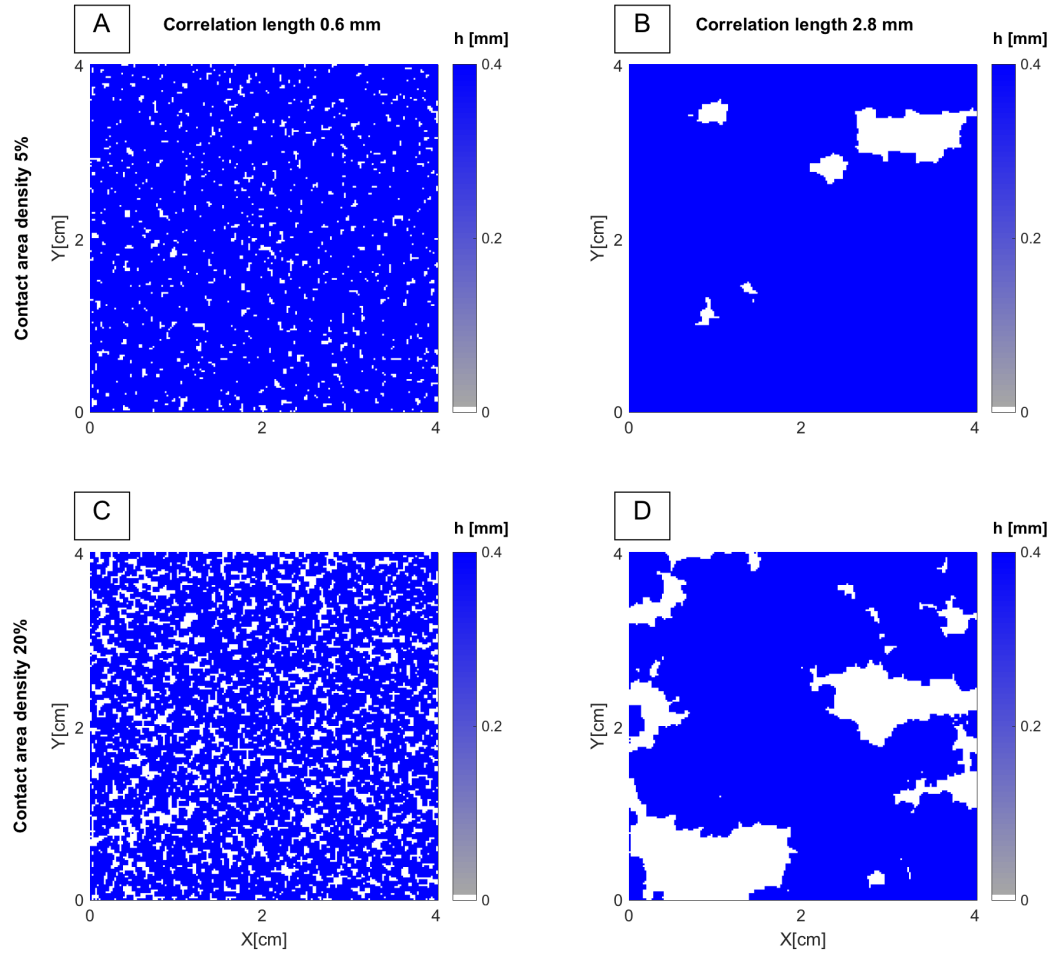 A
Correlation length 0.6 mm
B
Correlation length 2.8 mm
h [mm]
h [mm]
Contact area density 5%
Y[cm]
4
2
0
0
2
4
0.4
0.2
0
Y[cm]
4
2
0
0
2
4
0.4
0.2
0
C
D
h [mm]
h [mm]
Contact area density 20%
Y[cm]
4
2
0
0
2
4
X[cm]
0.4
0.2
0
Y[cm]
4
2
0
0
2
4
X[cm]
0.4
0.2
0